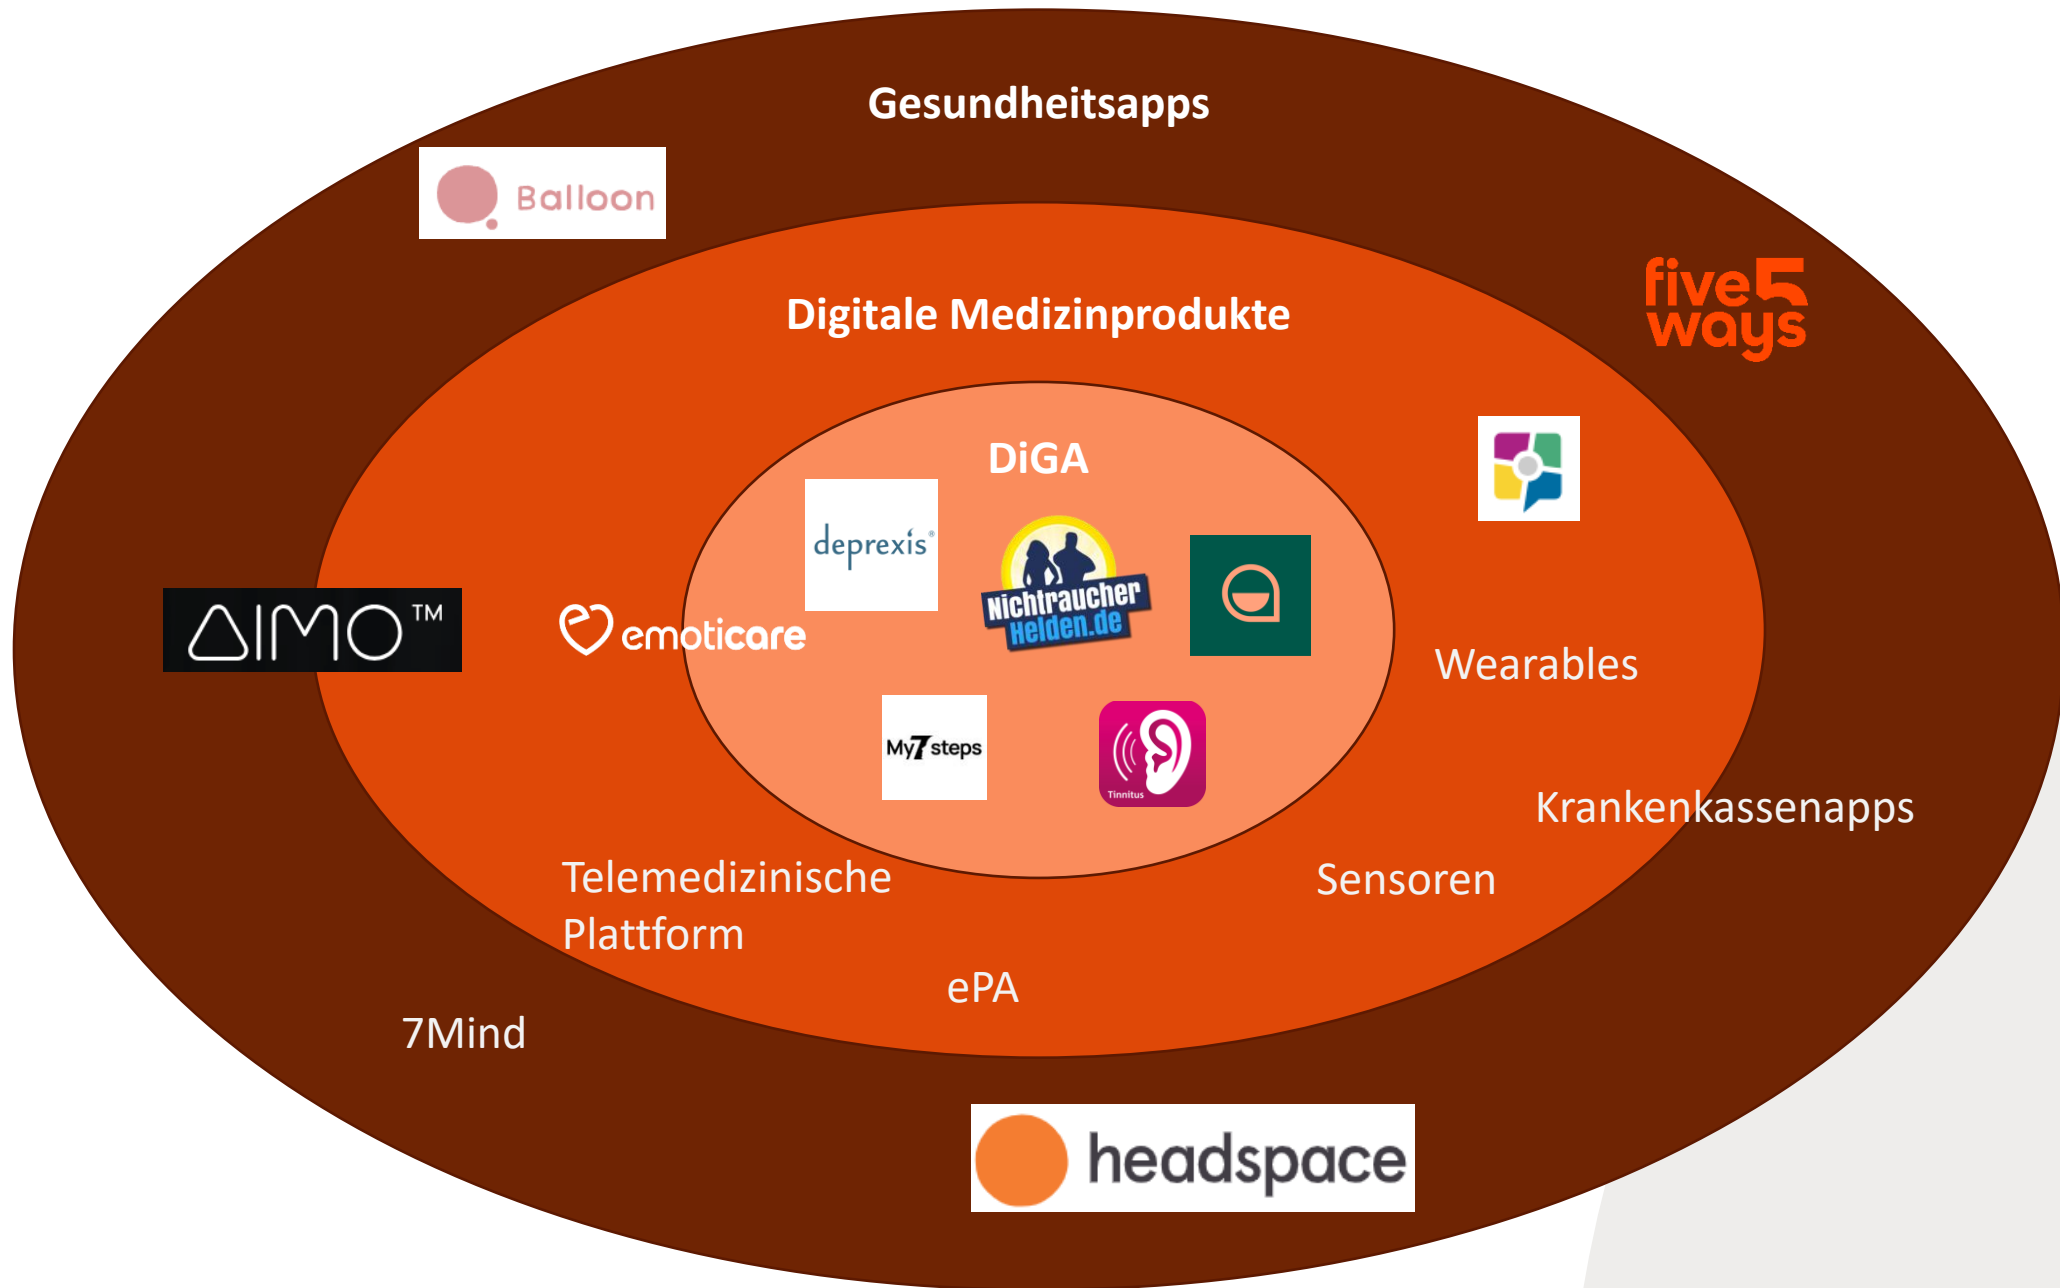 Gesundheitsapps
Balloon
five5
ways
Digitale Medizinprodukte
DiGA
deprexis®
Nichtraucher
Helden.de
AIMO™
emoticare
Wearables
My7steps
Tinnitus
Krankenkassenapps
Telemedizinische
Plattform
Sensoren
ePA
7Mind
headspace